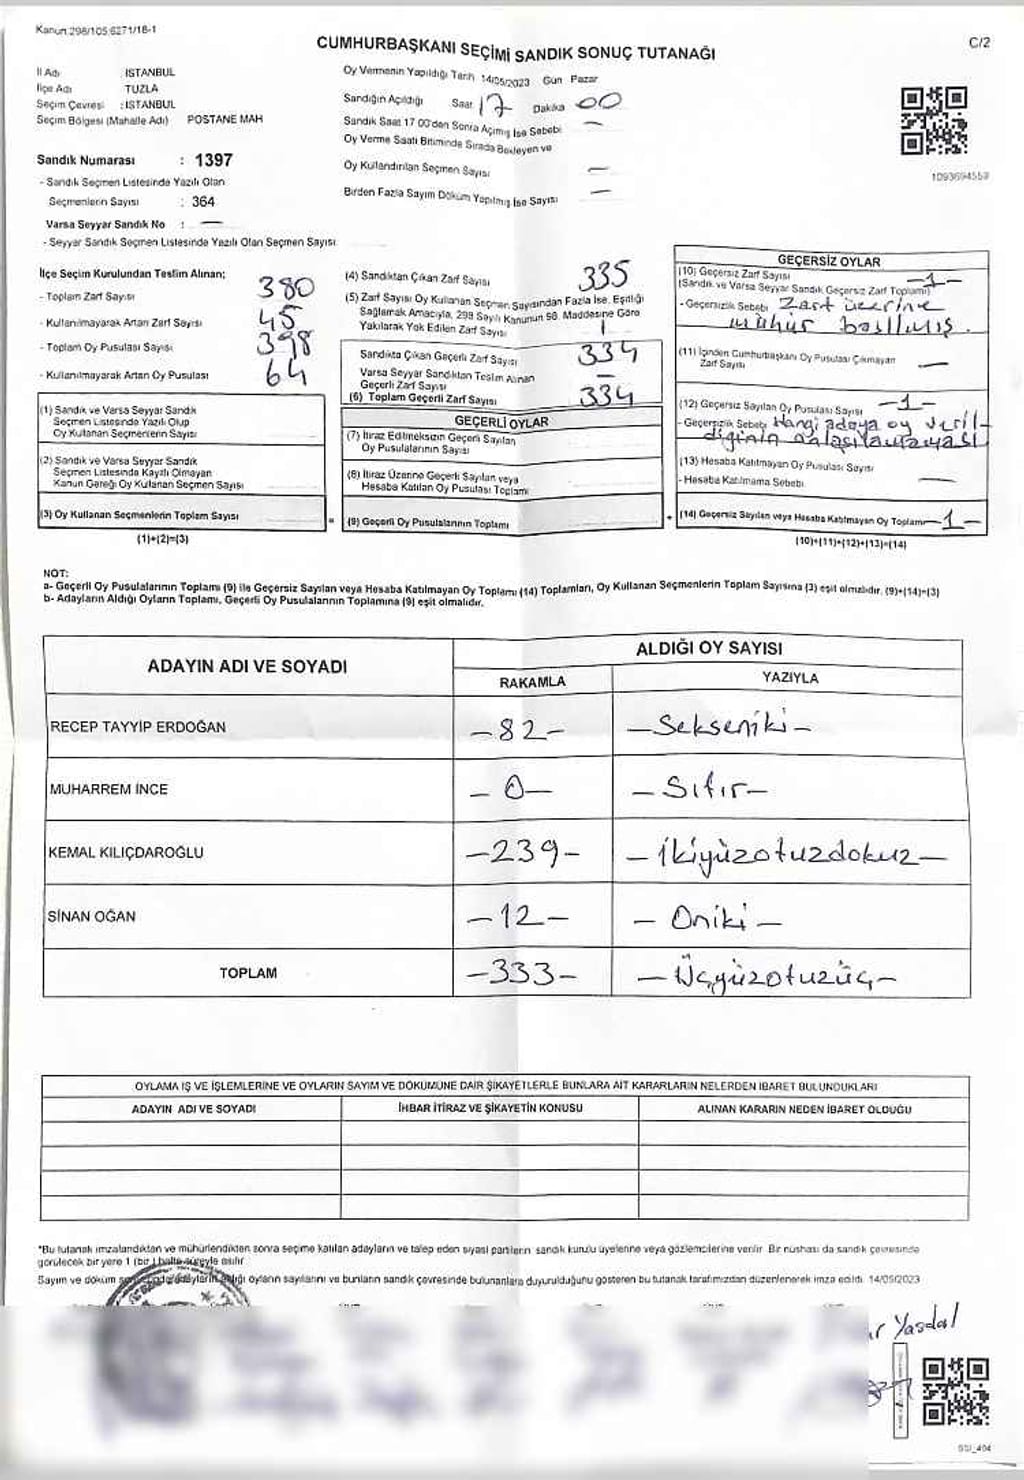 Kanun:298/105;6271/18-1
C/2
CUMHURBAŞKANI SEÇİMİ SANDIK SONUÇ TUTANAĞI
İl Adı : İSTANBUL
İlçe Adı : TUZLA
Seçim Çevresi : İSTANBUL
Seçim Bölgesi (Mahalle Adı) POSTANE MAH
Oy Vermenin Yapıldığı Tarih 14/05/2023 Gün Pazar
Sandığın Açıldığı Saat 17 Dakika 00
Sandık Saat 17 00'den Sonra Açılmış İse Sebebi —
Oy Verme Saati Bitiminde Sırada Bekleyen ve
Oy Kullandırılan Seçmen Sayısı —
Birden Fazla Sayım Döküm Yapılmış İse Sayısı —
1093694559
Sandık Numarası : 1397
- Sandık Seçmen Listesinde Yazılı Olan
Seçmenlerin Sayısı : 364
Varsa Seyyar Sandık No : —
- Seyyar Sandık Seçmen Listesinde Yazılı Olan Seçmen Sayısı
İlçe Seçim Kurulundan Teslim Alınan;
- Toplam Zarf Sayısı 380
- Kullanılmayarak Artan Zarf Sayısı 45
- Toplam Oy Pusulası Sayısı 398
- Kullanılmayarak Artan Oy Pusulası 64
(1) Sandık ve Varsa Seyyar Sandık
Seçmen Listesinde Yazılı Olup
Oy Kullanan Seçmenlerin Sayısı
(2) Sandık ve Varsa Seyyar Sandık
Seçmen Listesinde Kayıtlı Olmayan
Kanun Gereği Oy Kullanan Seçmen Sayısı
(3) Oy Kullanan Seçmenlerin Toplam Sayısı
(1)+(2)=(3)
(4) Sandıktan Çıkan Zarf Sayısı 335
(5) Zarf Sayısı Oy Kullanan Seçmen Sayısından Fazla İse, Eşitliği
Sağlamak Amacıyla, 298 Sayılı Kanunun 98. Maddesine Göre
Yakılarak Yok Edilen Zarf Sayısı 1
Sandıkta Çıkan Geçerli Zarf Sayısı 334
Varsa Seyyar Sandıktan Teslim Alınan
Geçerli Zarf Sayısı —
(6) Toplam Geçerli Zarf Sayısı 334
GEÇERLİ OYLAR
(7) İtiraz Edilmeksizin Geçerli Sayılan
Oy Pusulalarının Sayısı
(8) İtiraz Üzerine Geçerli Sayılan veya
Hesaba Katılan Oy Pusulası Toplamı
= (9) Geçerli Oy Pusulalarının Toplamı
GEÇERSİZ OYLAR
(10) Geçersiz Zarf Sayısı —1—
(Sandık ve Varsa Seyyar Sandık Geçersiz Zarf Toplamı)
- Geçersizlik Sebebi Zarf üzerine
mühür basılmış.
(11) İçinden Cumhurbaşkanı Oy Pusulası Çıkmayan
Zarf Sayısı —
(12) Geçersiz Sayılan Oy Pusulası Sayısı —1—
- Geçersizlik Sebebi Hangi adaya oy veril-
diğinin anlaşılamaması
(13) Hesaba Katılmayan Oy Pusulası Sayısı
- Hesaba Katılmama Sebebi —
+ (14) Geçersiz Sayılan veya Hesaba Katılmayan Oy Toplamı —1—
(10)+(11)+(12)+(13)=(14)
NOT:
a- Geçerli Oy Pusulalarının Toplamı (9) ile Geçersiz Sayılan veya Hesaba Katılmayan Oy Toplamı (14) Toplamları, Oy Kullanan Seçmenlerin Toplam Sayısına (3) eşit olmalıdır. (9)+(14)=(3)
b- Adayların Aldığı Oyların Toplamı, Geçerli Oy Pusulalarının Toplamına (9) eşit olmalıdır.
ADAYIN ADI VE SOYADI
ALDIĞI OY SAYISI
RAKAMLA YAZIYLA
RECEP TAYYİP ERDOĞAN —82— —Sekseniki—
MUHARREM İNCE —0— —Sıfır—
KEMAL KILIÇDAROĞLU —239— —İkiyüzotuzdokuz—
SİNAN OĞAN —12— —Oniki—
TOPLAM —333— —Üçyüzotuzüç—
OYLAMA İŞ VE İŞLEMLERİNE VE OYLARIN SAYIM VE DÖKÜMÜNE DAİR ŞİKAYETLERLE BUNLARA AİT KARARLARIN NELERDEN İBARET BULUNDUKLARI
ADAYIN ADI VE SOYADI İHBAR İTİRAZ VE ŞİKAYETİN KONUSU ALINAN KARARIN NEDEN İBARET OLDUĞU
*Bu tutanak imzalandıktan ve mühürlendikten sonra seçime katılan adayların ve talep eden siyasi partilerin sandık kurulu üyelerine veya gözlemcilerine verilir. Bir nüshası da sandık çevresinde
görülecek bir yere 1 (bir) hafta süreyle asılır
Sayım ve döküm adayların aldığı oyların sayılarını ve bunların sandık çevresinde bulunanlara duyurulduğunu gösteren bu tutanak tarafımızdan düzenlenerek imza edildi. 14/05/2023
Yasdal